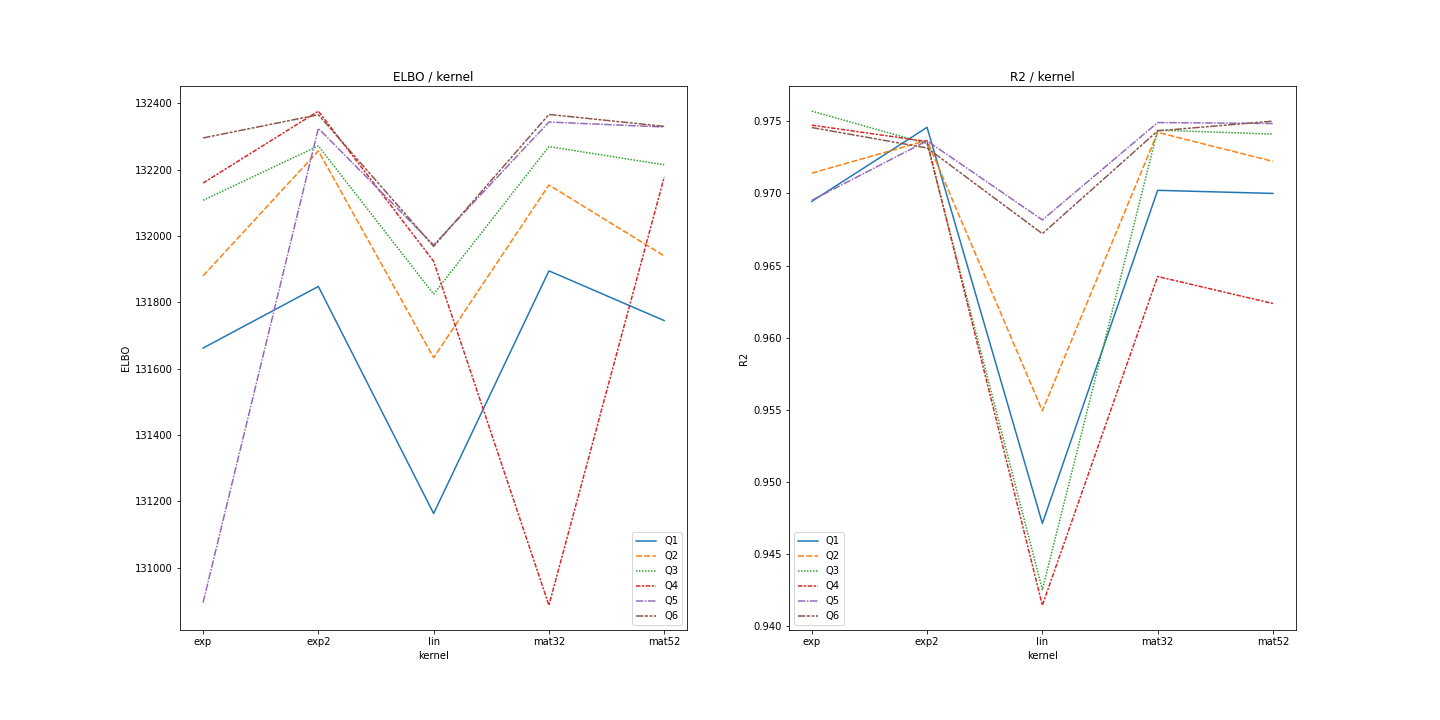 ELBO / kernel
132400
132200
132000
131800
131600
131400
131200
131000
ELBO
exp
exp2
lin
mat32
mat52
kernel
Q1
Q2
Q3
Q4
Q5
Q6
R2 / kernel
0.975
0.970
0.965
0.960
0.955
0.950
0.945
0.940
R2
exp
exp2
lin
mat32
mat52
kernel
Q1
Q2
Q3
Q4
Q5
Q6